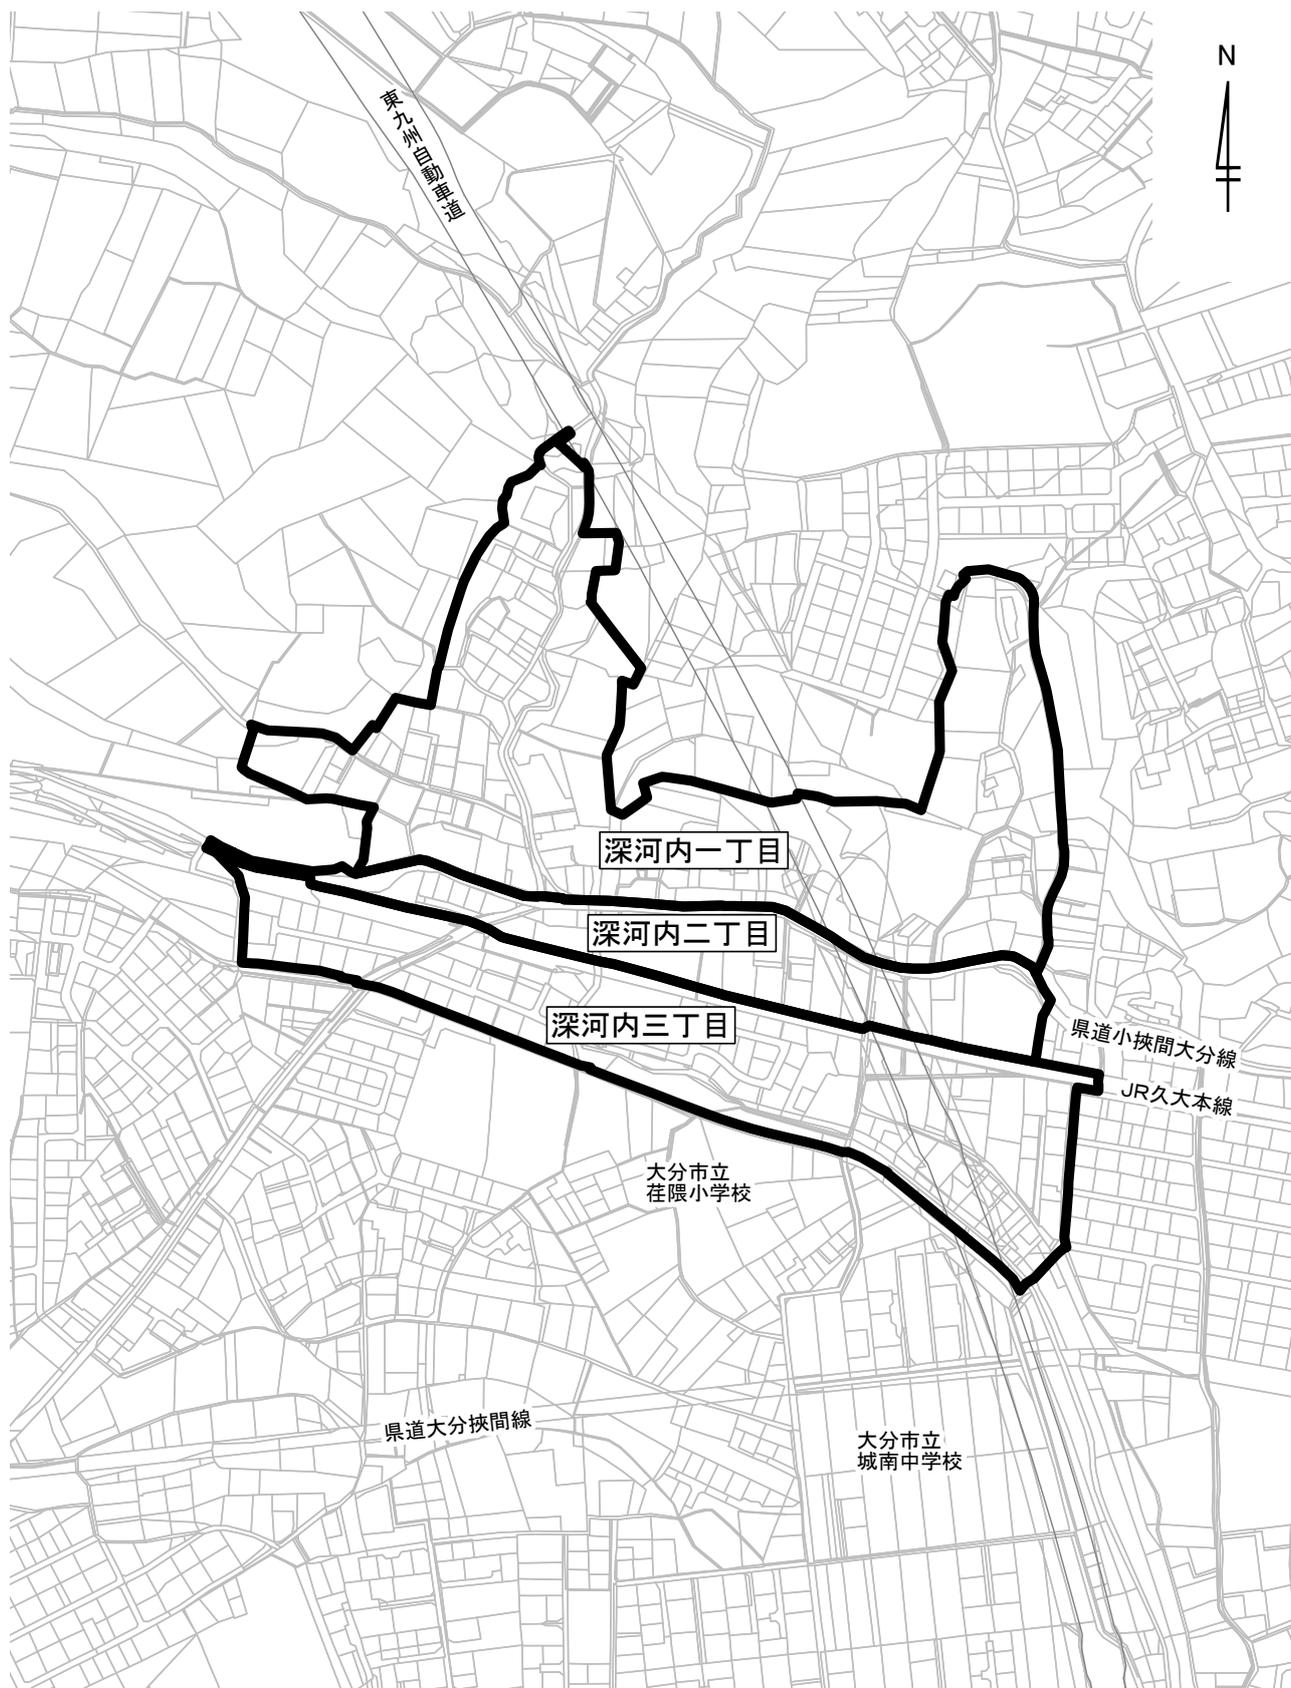 N
東九州自動車道
深河内一丁目
深河内二丁目
深河内三丁目
県道小挾間大分線
JR久大本線
大分市立
荏隈小学校
県道大分挾間線
大分市立
城南中学校